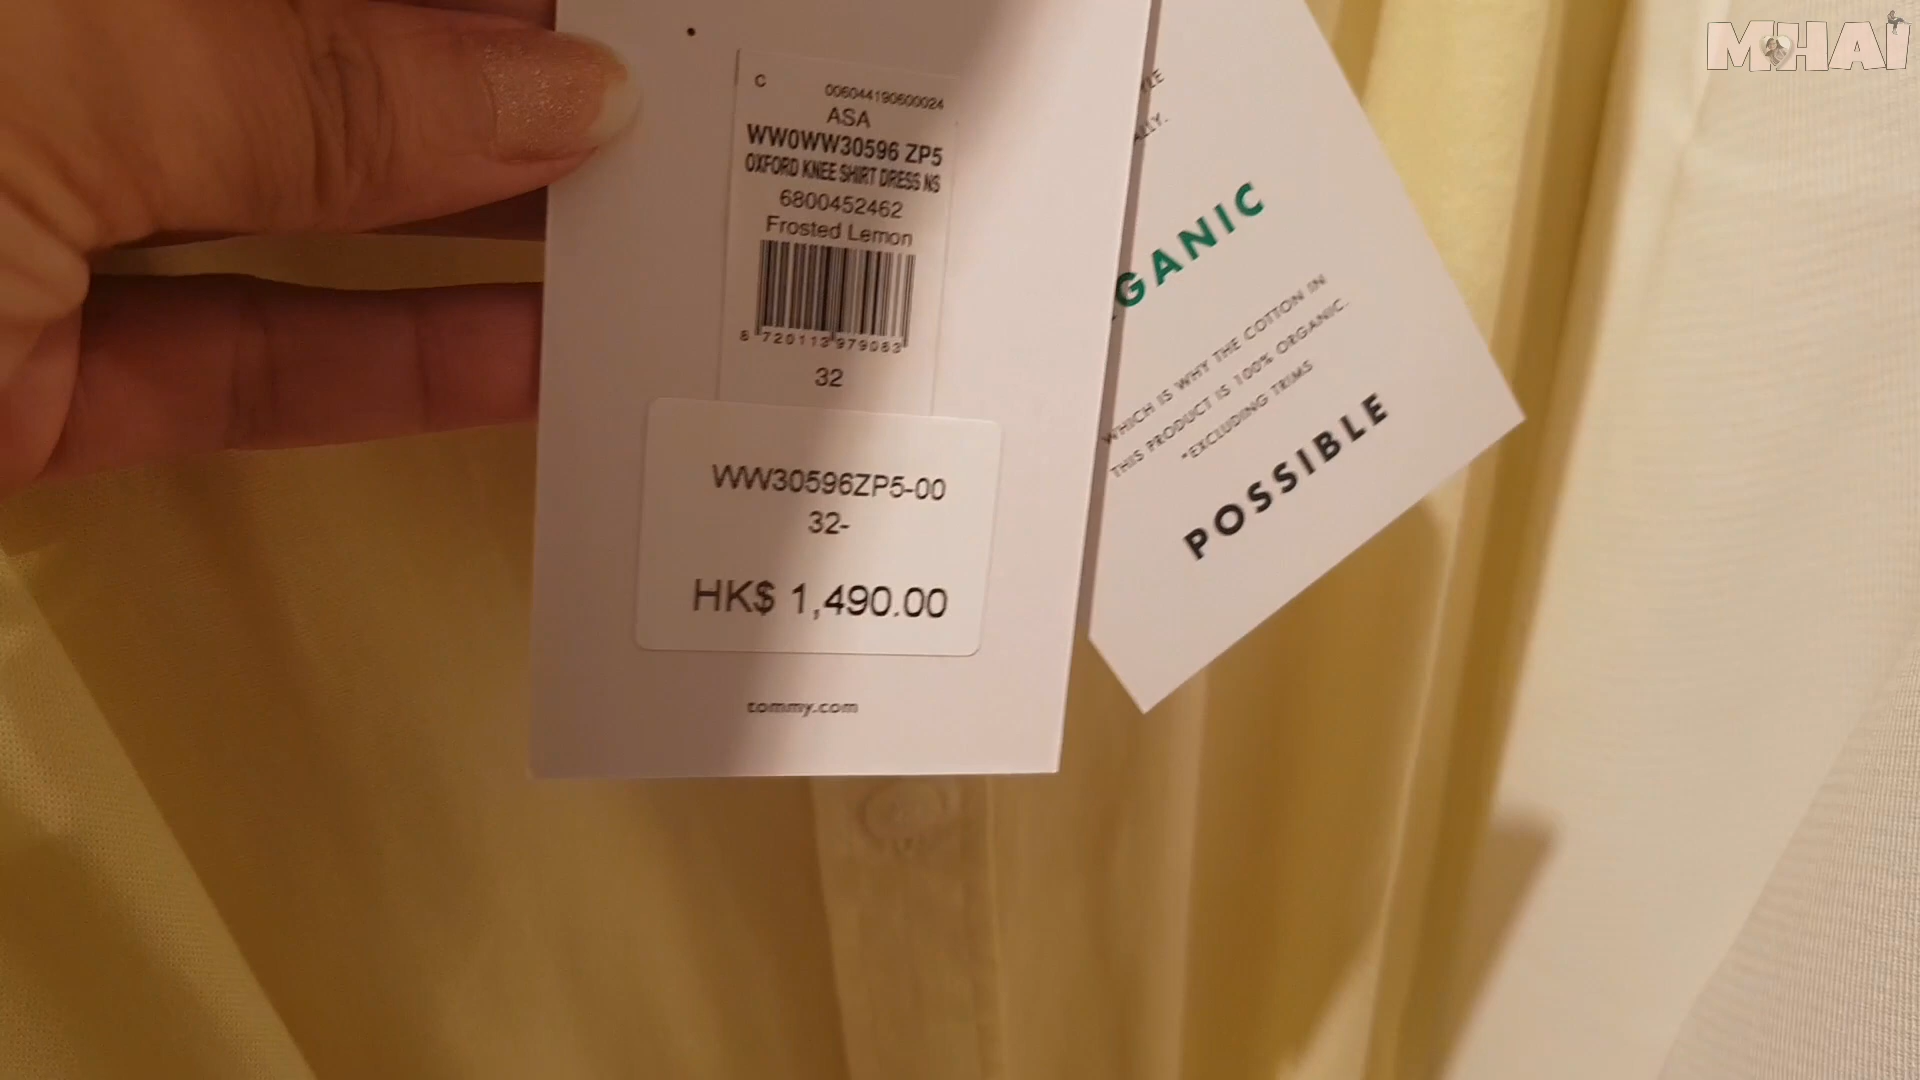 MHAI
C 006044190600024
ASA
WW0WW30596 ZP5
OXFORD KNEE SHIRT DRESS NS
6800452462
Frosted Lemon
8 720113 979083
32
WW30596ZP5-00
32-
HK$ 1,490.00
tommy.com
GANIC
WHICH IS WHY THE COTTON IN
THIS PRODUCT IS 100% ORGANIC.
*EXCLUDING TRIMS
POSSIBLE